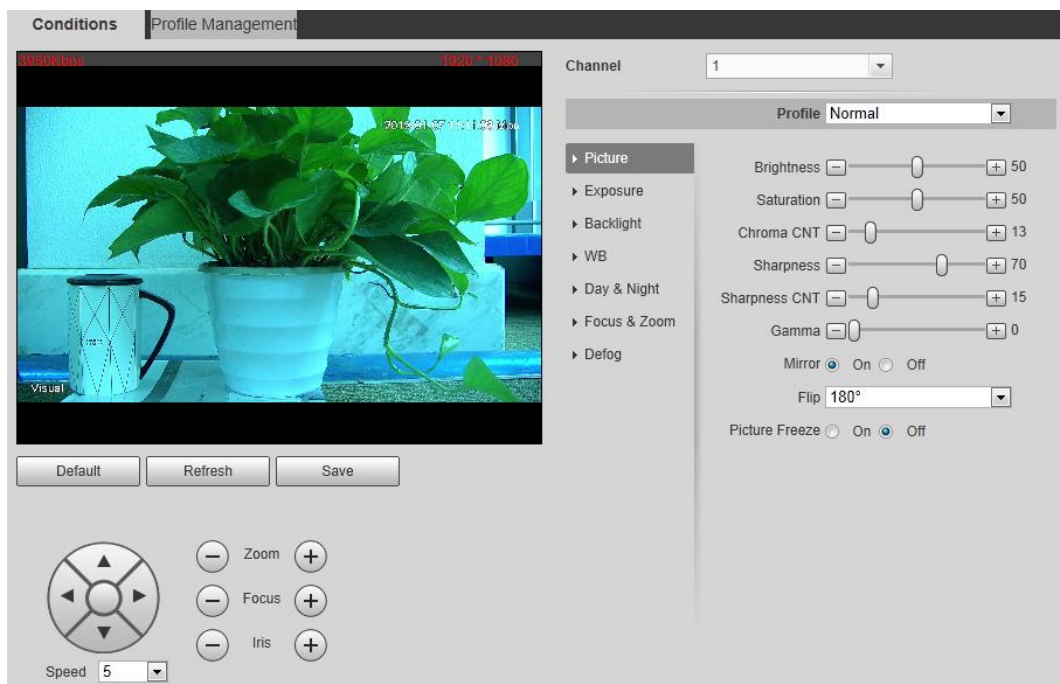 Conditions
Profile Management
1920 * 1080
Visual
Default
Refresh
Save
Zoom
Focus
Iris
Speed 5
Channel 1
Profile Normal
Picture
Exposure
Backlight
WB
Day & Night
Focus & Zoom
Defog
Brightness 50
Saturation 50
Chroma CNT 13
Sharpness 70
Sharpness CNT 15
Gamma 0
Mirror On Off
Flip 180°
Picture Freeze On Off